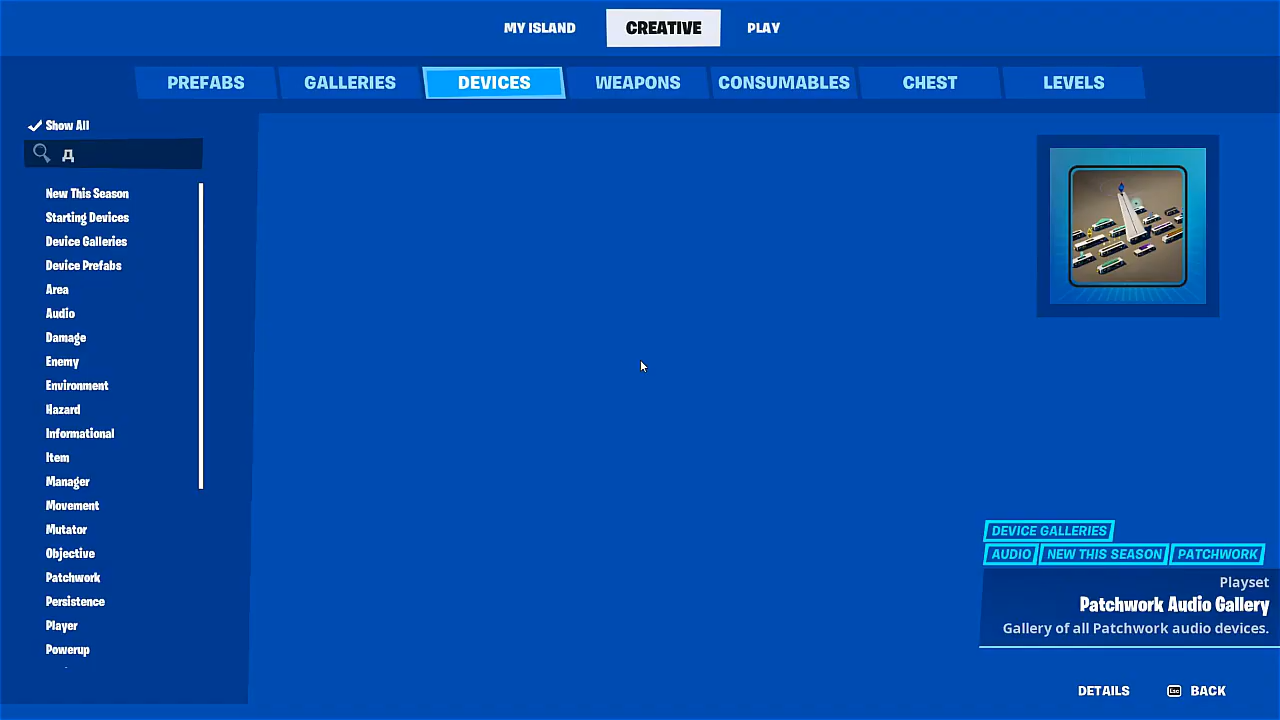 MY ISLAND
CREATIVE
PLAY
PREFABS
GALLERIES
DEVICES
WEAPONS
CONSUMABLES
CHEST
LEVELS
Show All
д
New This Season
Starting Devices
Device Galleries
Device Prefabs
Area
Audio
Damage
Enemy
Environment
Hazard
Informational
Item
Manager
Movement
Mutator
Objective
Patchwork
Persistence
Player
Powerup
DEVICE GALLERIES
AUDIO
NEW THIS SEASON
PATCHWORK
Playset
Patchwork Audio Gallery
Gallery of all Patchwork audio devices.
DETAILS
Esc BACK